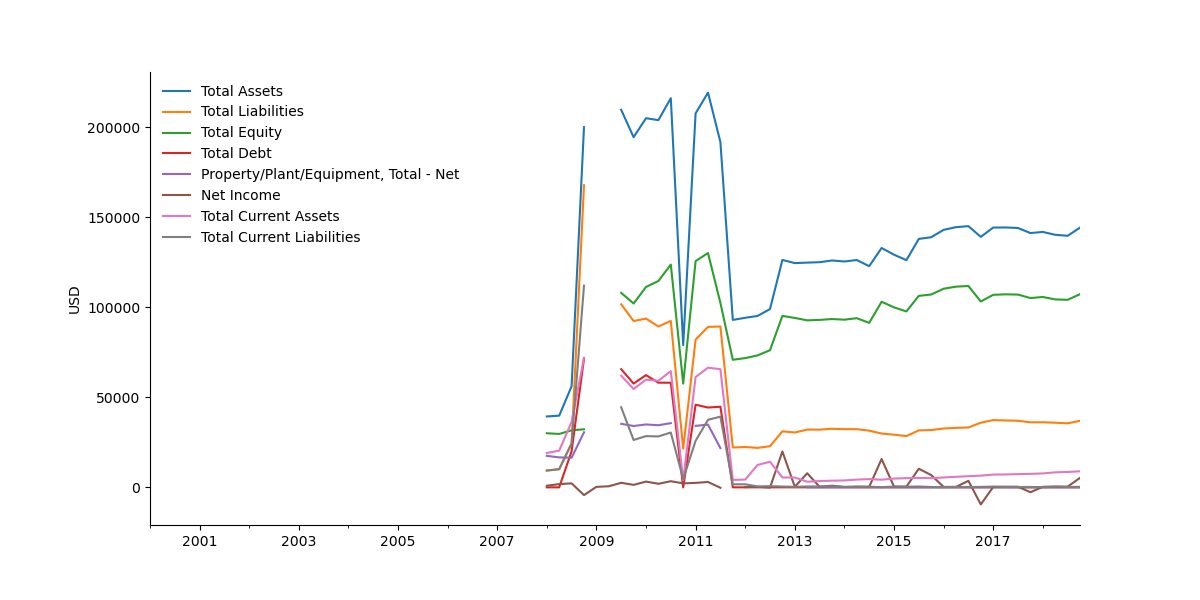 Total Assets
Total Liabilities
Total Equity
Total Debt
Property/Plant/Equipment, Total - Net
Net Income
Total Current Assets
Total Current Liabilities
USD
200000
150000
100000
50000
0
2001 2003 2005 2007 2009 2011 2013 2015 2017